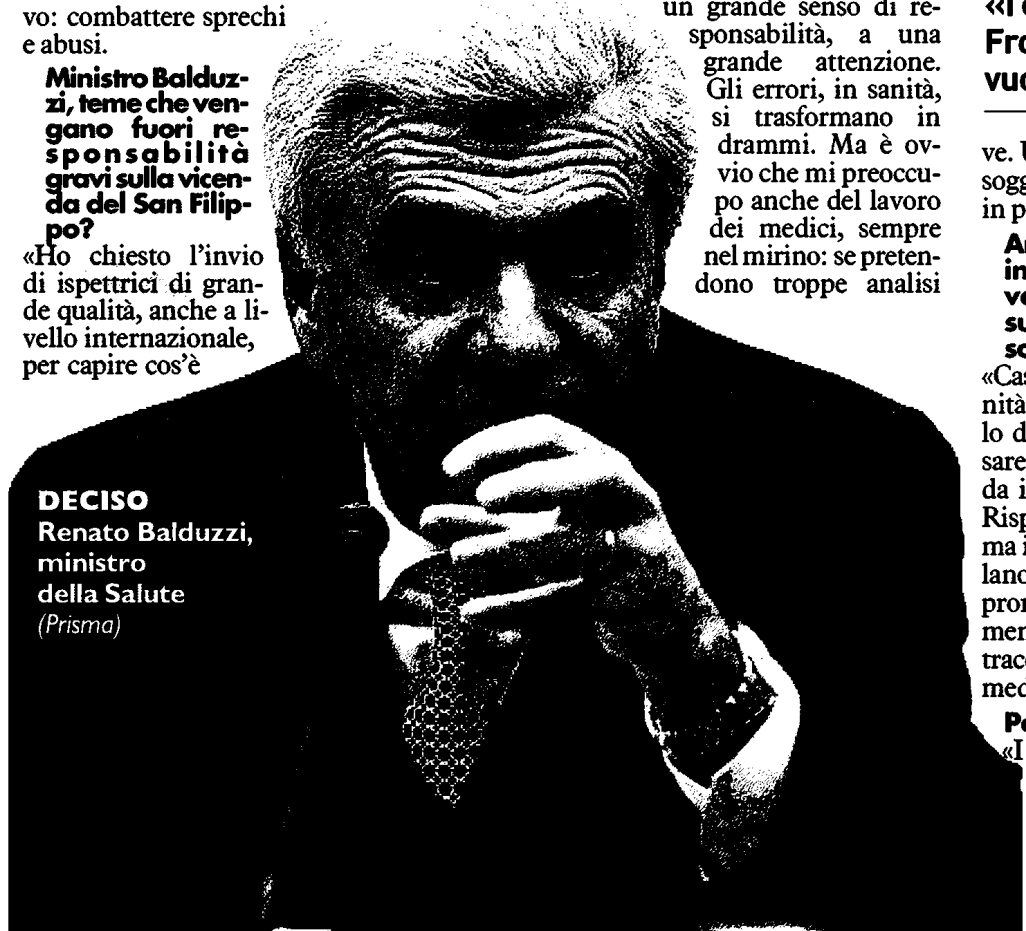 vo: combattere sprechi
e abusi.
Ministro Balduz-
zi, teme che ven-
gano fuori re-
sponsabilità
gravi sulla vicen-
da del San Filip-
po?
«Ho chiesto l'invio
di ispettrici di gran-
de qualità, anche a li-
vello internazionale,
per capire cos'è
DECISO
Renato Balduzzi,
ministro
della Salute
(Prisma)
un grande senso di re-
sponsabilità, a una
grande attenzione.
Gli errori, in sanità,
si trasformano in
drammi. Ma è ov-
vio che mi preoccu-
po anche del lavoro
dei medici, sempre
nel mirino: se preten-
dono troppe analisi
ve.
in p
«Cas
nità
lo d
sare
da i
Risp
ma i
lano
pron
men
trac
med
«I